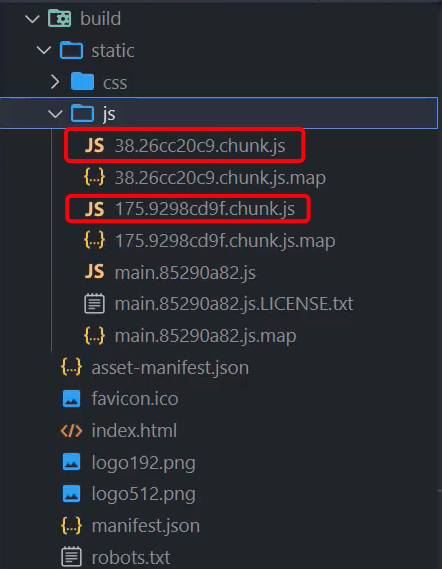 build
static
css
js
JS 38.26cc20c9.chunk.js
{..} 38.26cc20c9.chunk.js.map
JS 175.9298cd9f.chunk.js
{..} 175.9298cd9f.chunk.js.map
JS main.85290a82.js
main.85290a82.js.LICENSE.txt
{..} main.85290a82.js.map
{..} asset-manifest.json
favicon.ico
</> index.html
logo192.png
logo512.png
{..} manifest.json
robots.txt